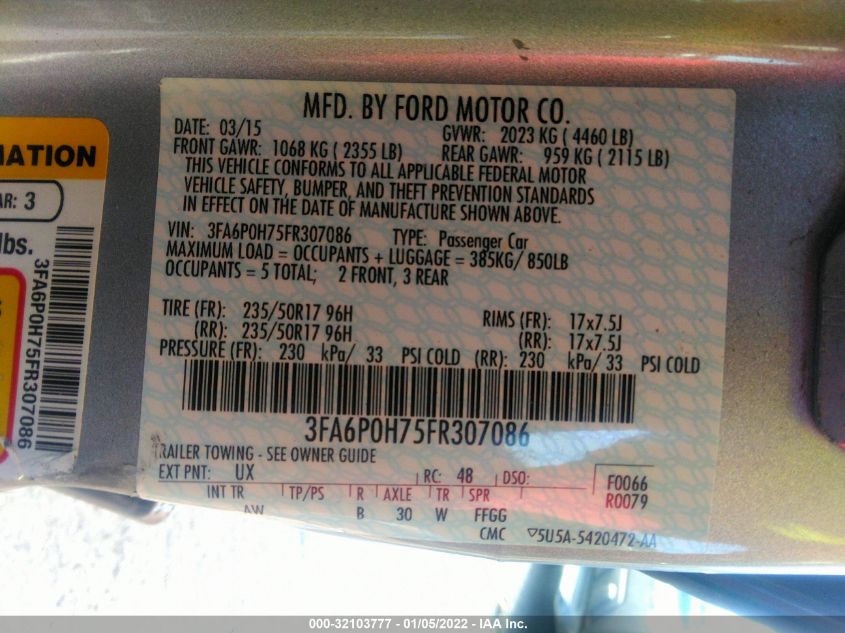 MFD. BY FORD MOTOR CO.
DATE: 03/15 GVWR: 2023 KG ( 4460 LB)
FRONT GAWR: 1068 KG ( 2355 LB) REAR GAWR: 959 KG ( 2115 LB)
THIS VEHICLE CONFORMS TO ALL APPLICABLE FEDERAL MOTOR
VEHICLE SAFETY, BUMPER, AND THEFT PREVENTION STANDARDS
IN EFFECT ON THE DATE OF MANUFACTURE SHOWN ABOVE.
VIN: 3FA6P0H75FR307086 TYPE: Passenger Car
MAXIMUM LOAD = OCCUPANTS + LUGGAGE = 385KG/ 850LB
OCCUPANTS = 5 TOTAL; 2 FRONT, 3 REAR
TIRE (FR): 235/50R17 96H RIMS (FR): 17x7.5J
(RR): 235/50R17 96H (RR): 17x7.5J
PRESSURE (FR): 230 kPa/ 33 PSI COLD (RR): 230 kPa/ 33 PSI COLD
3FA6P0H75FR307086
TRAILER TOWING - SEE OWNER GUIDE
EXT PNT: UX RC: 48 DSO: F0066
INT TR TP/PS R AXLE TR SPR R0079
AW B 30 W FFGG
CMC ▽5U5A-5420472-AA
MATION
AR: 3
lbs.
3FA6P0H75FR307086
000-32103777 - 01/05/2022 - IAA Inc.